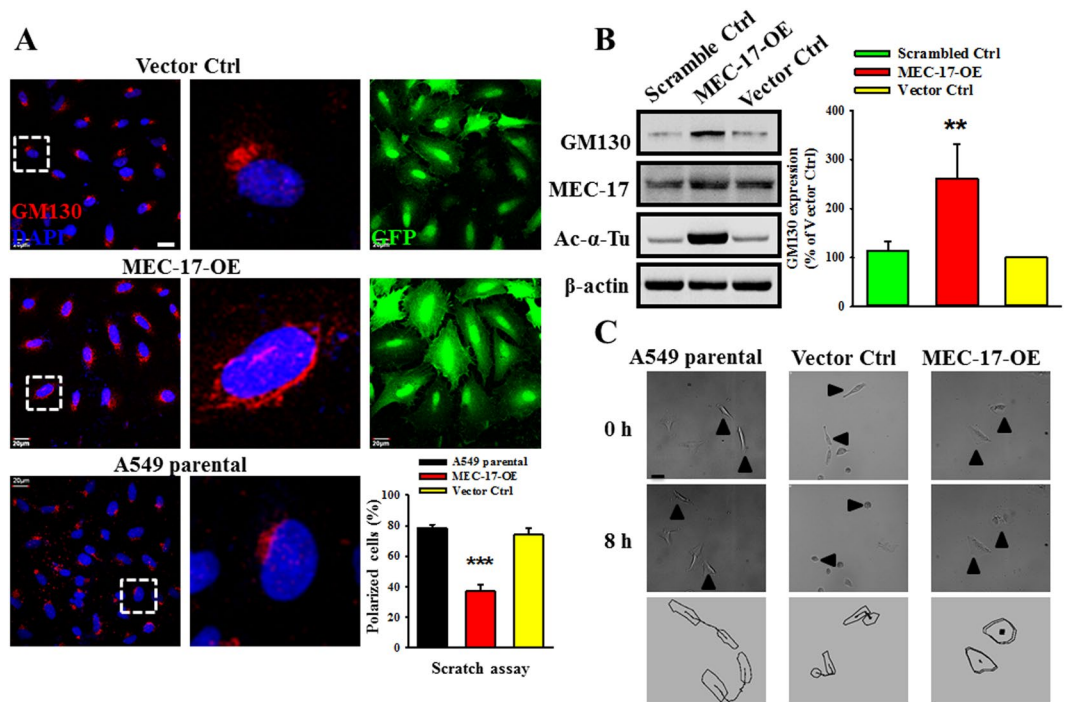 A
Vector Ctrl
GM130
DAPI
20μm
GFP
20μm
MEC-17-OE
20μm
20μm
A549 parental
20μm
A549 parental
MEC-17-OE
Vector Ctrl
Polarized cells (%)
100
80
60
40
20
0
***
Scratch assay
B
Scramble Ctrl
MEC-17-OE
Vector Ctrl
GM130
MEC-17
Ac-α-Tu
β-actin
Scrambled Ctrl
MEC-17-OE
Vector Ctrl
GM130 expression
(% of Vector Ctrl)
400
300
200
100
0
**
C
A549 parental
Vector Ctrl
MEC-17-OE
0 h
8 h